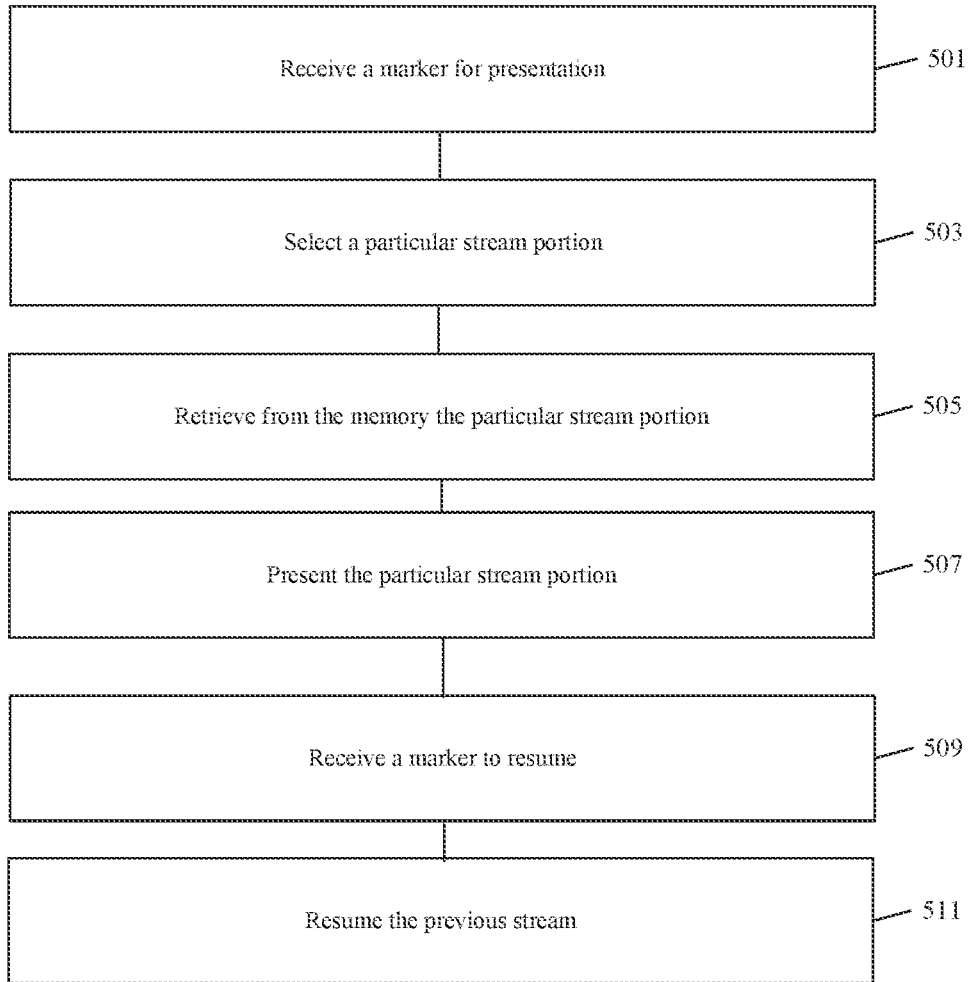 Receive a marker for presentation
501
Select a particular stream portion
503
Retrieve from the memory the particular stream portion
505
Present the particular stream portion
507
Receive a marker to resume
509
Resume the previous stream
511